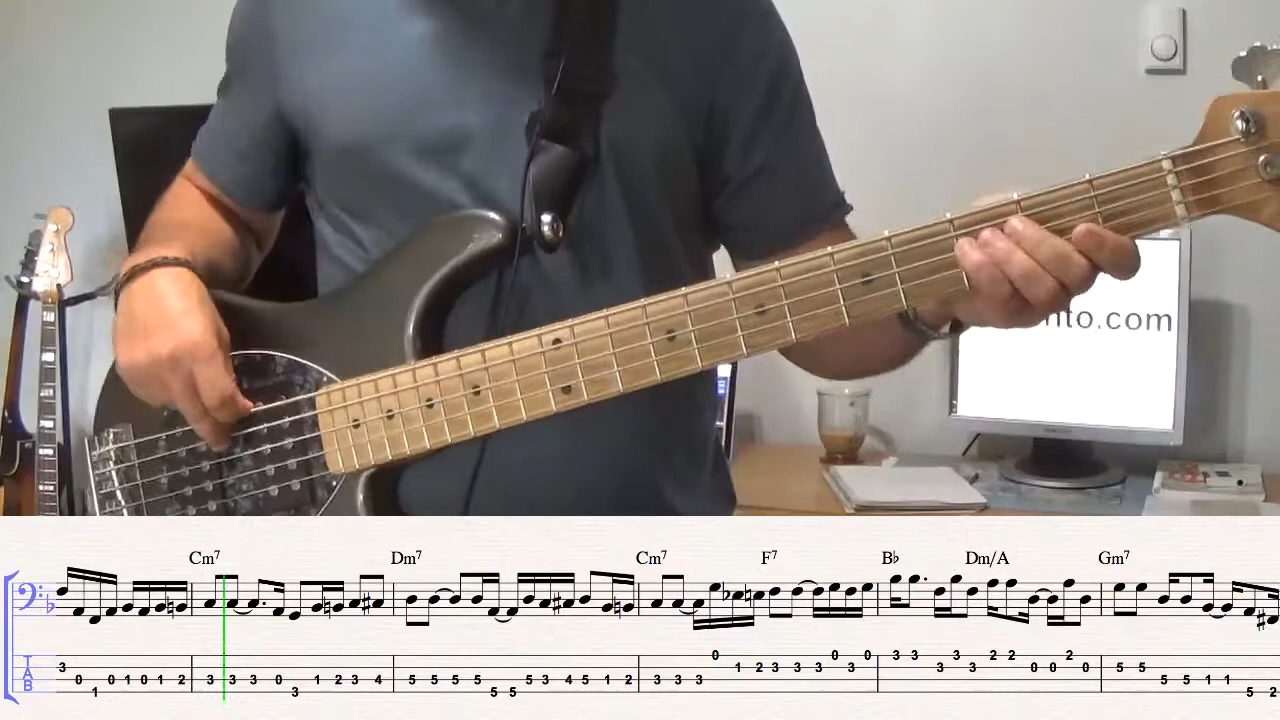 nto.com
Cm7 Dm7 Cm7 F7 B♭ Dm/A Gm7
T 3 0 3 3 0 3 3 2 2 2
A 1 2 3 3 3 3 3 3 0 0 0 5 5
B 0 0 1 0 1 2 3 3 3 0 1 2 3 4 5 5 5 5 5 3 4 5 1 2 3 3 3 5 5 1 1
1 3 5 5 5 2